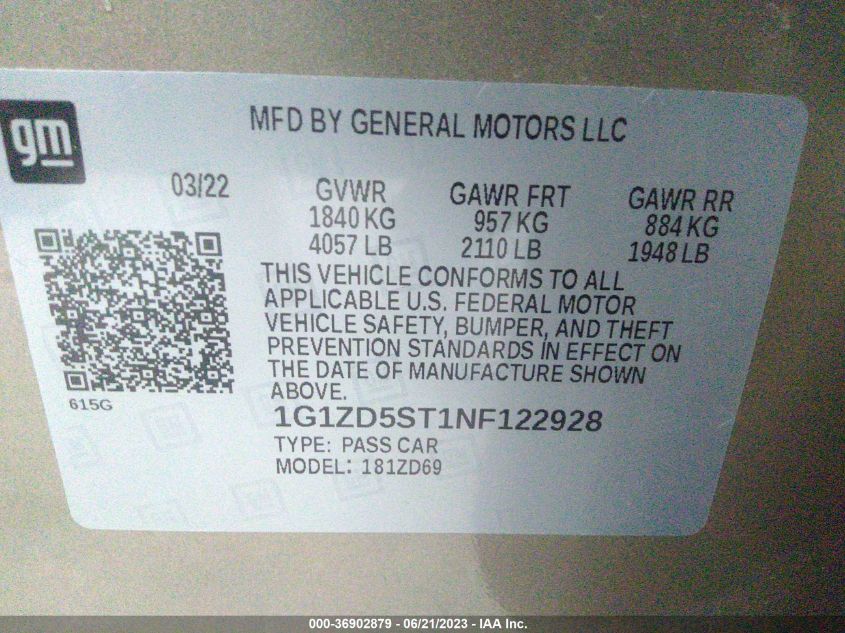 gm
MFD BY GENERAL MOTORS LLC
03/22
GVWR
1840 KG
4057 LB
GAWR FRT
957 KG
2110 LB
GAWR RR
884 KG
1948 LB
THIS VEHICLE CONFORMS TO ALL
APPLICABLE U.S. FEDERAL MOTOR
VEHICLE SAFETY, BUMPER, AND THEFT
PREVENTION STANDARDS IN EFFECT ON
THE DATE OF MANUFACTURE SHOWN
ABOVE.
615G
1G1ZD5ST1NF122928
TYPE: PASS CAR
MODEL: 181ZD69
000-36902879 - 06/21/2023 - IAA Inc.